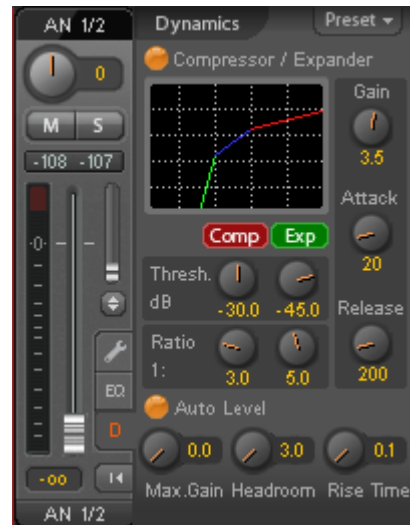 AN 1/2
Dynamics
Preset
0
Compressor / Expander
M S
-108 -107
Gain
3.5
-0-
Comp Exp
Attack
20
Thresh.
dB
-30.0 -45.0
Release
200
Ratio
1:
3.0 5.0
EQ
D
Auto Level
0.0 3.0 0.1
-oo
Max.Gain Headroom Rise Time
AN 1/2